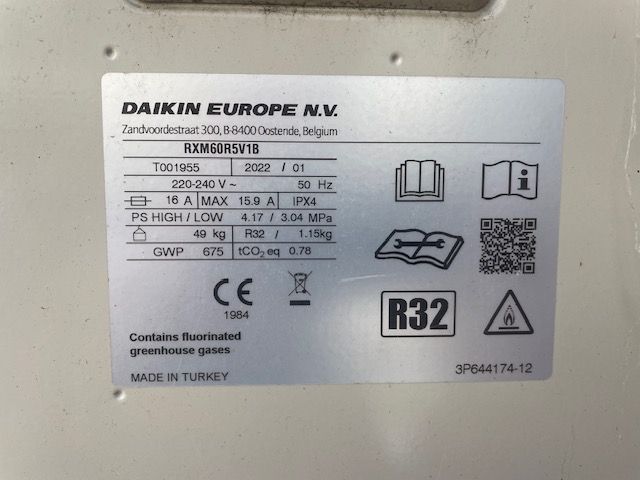 DAIKIN EUROPE N.V.
Zandvoordestraat 300, B-8400 Oostende, Belgium
RXM60R5V1B
T001955 2022 / 01
220-240 V ~ 50 Hz
16 A MAX 15.9 A IPX4
PS HIGH / LOW 4.17 / 3.04 MPa
49 kg R32 / 1.15kg
GWP 675 tCO₂ eq 0.78
CE
1984
R32
Contains fluorinated
greenhouse gases
MADE IN TURKEY
3P644174-12